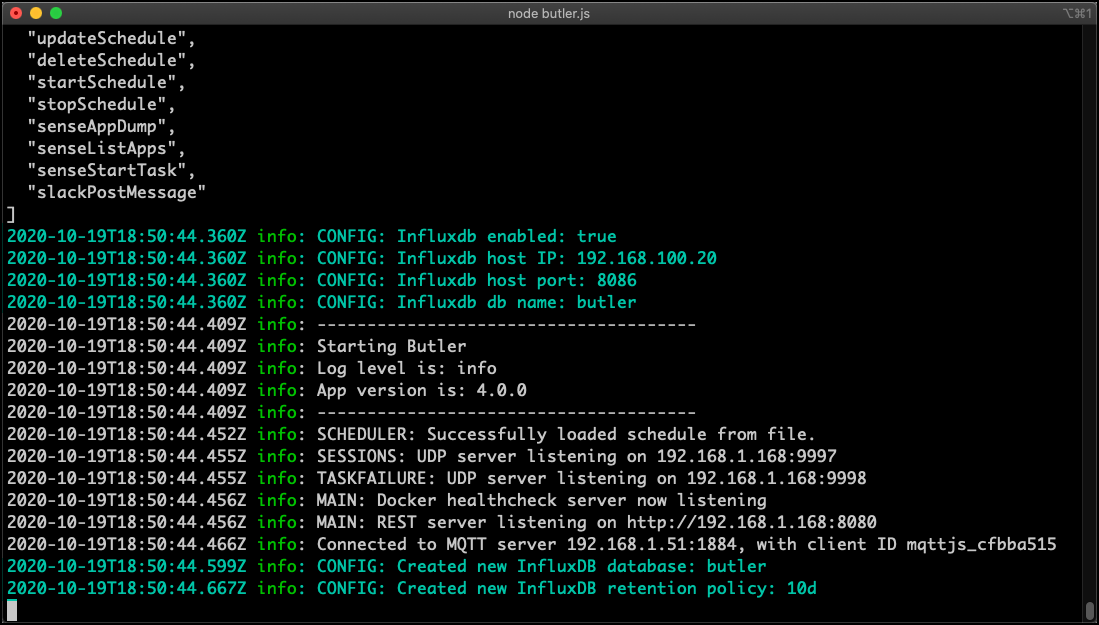 node butler.js
⌥⌘1
"updateSchedule",
"deleteSchedule",
"startSchedule",
"stopSchedule",
"senseAppDump",
"senseListApps",
"senseStartTask",
"slackPostMessage"
]
2020-10-19T18:50:44.360Z info: CONFIG: Influxdb enabled: true
2020-10-19T18:50:44.360Z info: CONFIG: Influxdb host IP: 192.168.100.20
2020-10-19T18:50:44.360Z info: CONFIG: Influxdb host port: 8086
2020-10-19T18:50:44.360Z info: CONFIG: Influxdb db name: butler
2020-10-19T18:50:44.409Z info: --------------------------------------
2020-10-19T18:50:44.409Z info: Starting Butler
2020-10-19T18:50:44.409Z info: Log level is: info
2020-10-19T18:50:44.409Z info: App version is: 4.0.0
2020-10-19T18:50:44.409Z info: --------------------------------------
2020-10-19T18:50:44.452Z info: SCHEDULER: Successfully loaded schedule from file.
2020-10-19T18:50:44.455Z info: SESSIONS: UDP server listening on 192.168.1.168:9997
2020-10-19T18:50:44.455Z info: TASKFAILURE: UDP server listening on 192.168.1.168:9998
2020-10-19T18:50:44.456Z info: MAIN: Docker healthcheck server now listening
2020-10-19T18:50:44.456Z info: MAIN: REST server listening on http://192.168.1.168:8080
2020-10-19T18:50:44.466Z info: Connected to MQTT server 192.168.1.51:1884, with client ID mqttjs_cfbba515
2020-10-19T18:50:44.599Z info: CONFIG: Created new InfluxDB database: butler
2020-10-19T18:50:44.667Z info: CONFIG: Created new InfluxDB retention policy: 10d